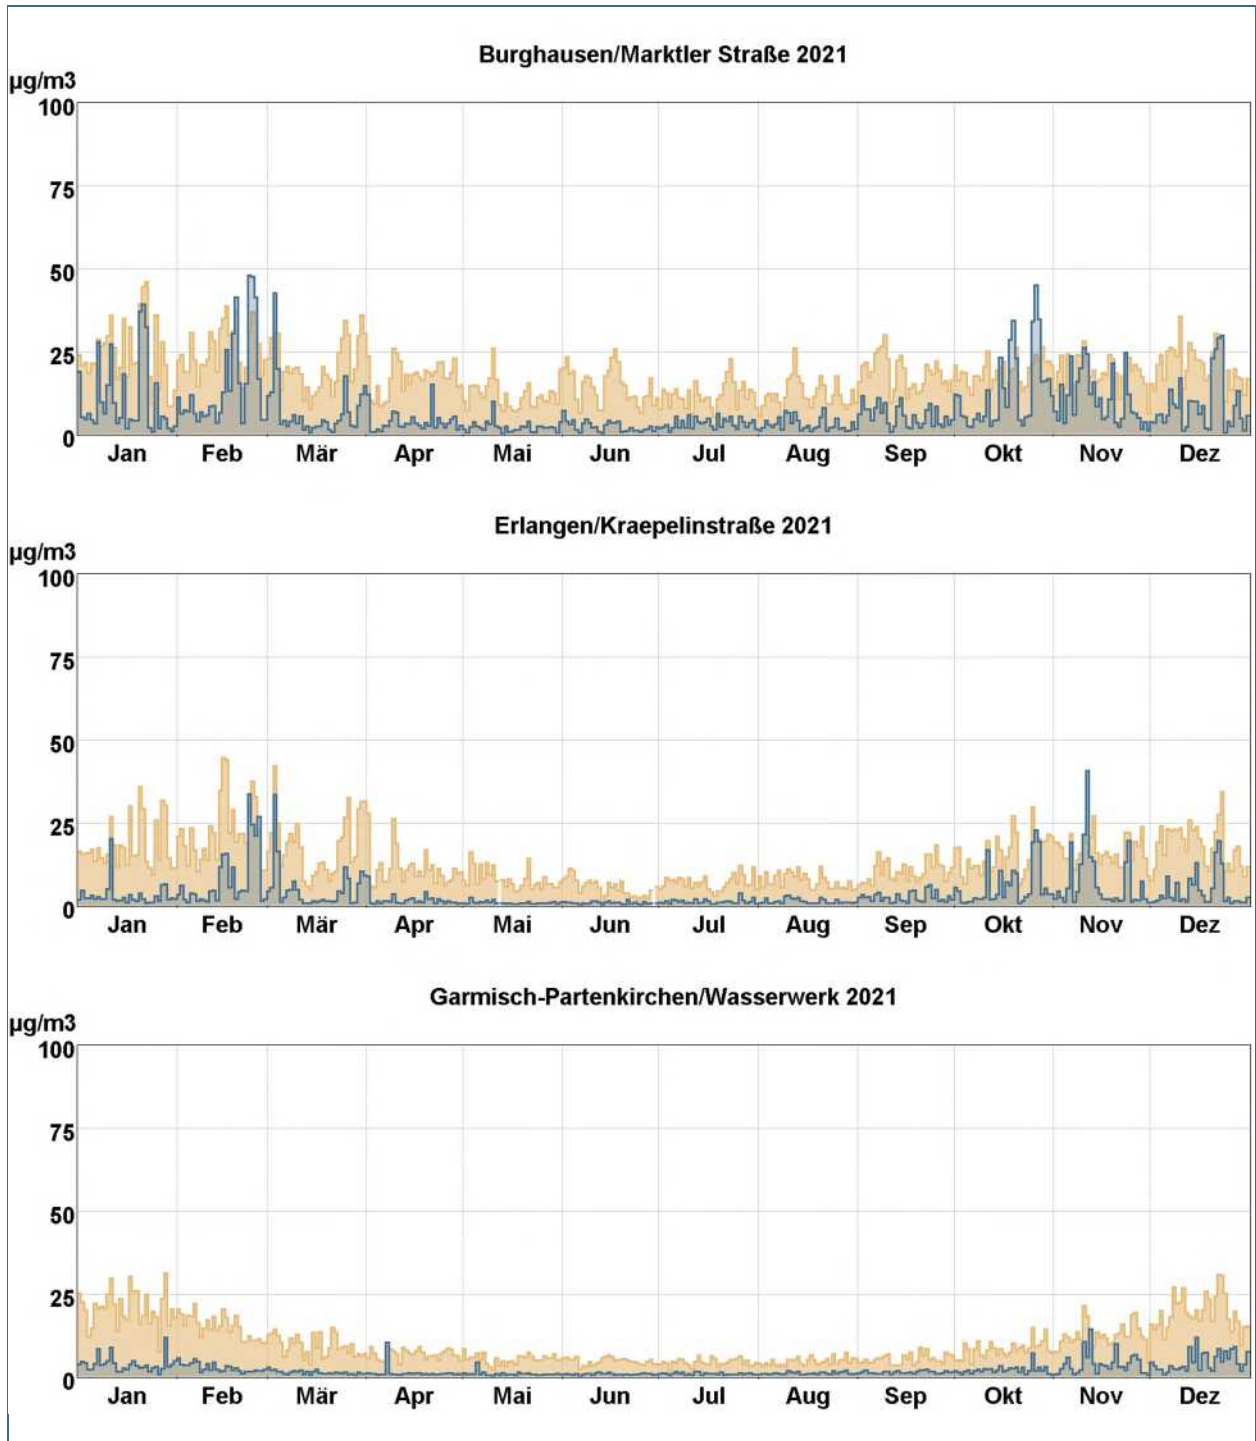 Burghausen/Marktler Straße 2021
µg/m3
100
75
50
25
0
Jan Feb Mär Apr Mai Jun Jul Aug Sep Okt Nov Dez
Erlangen/Kraepelinstraße 2021
µg/m3
100
75
50
25
0
Jan Feb Mär Apr Mai Jun Jul Aug Sep Okt Nov Dez
Garmisch-Partenkirchen/Wasserwerk 2021
µg/m3
100
75
50
25
0
Jan Feb Mär Apr Mai Jun Jul Aug Sep Okt Nov Dez